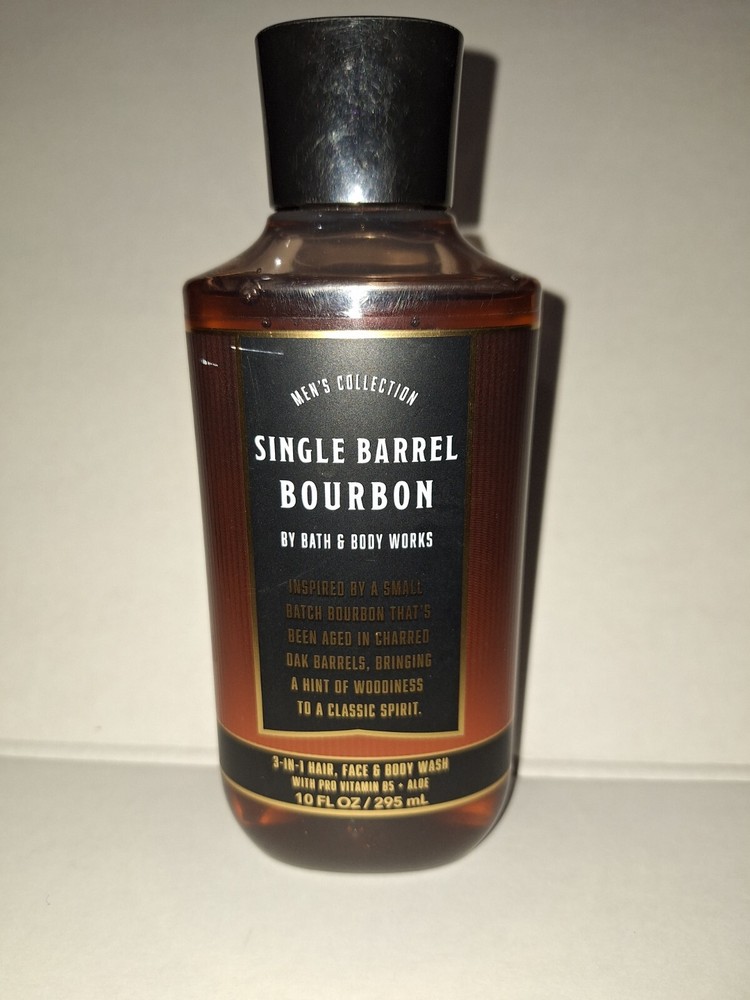 MEN'S COLLECTION
SINGLE BARREL
BOURBON
BY BATH & BODY WORKS
INSPIRED BY A SMALL
BATCH BOURBON THAT'S
BEEN AGED IN CHARRED
OAK BARRELS, BRINGING
A HINT OF WOODINESS
TO A CLASSIC SPIRIT.
3-IN-1 HAIR, FACE & BODY WASH
WITH PRO VITAMIN B5 + ALOE
10 FL OZ / 295 mL